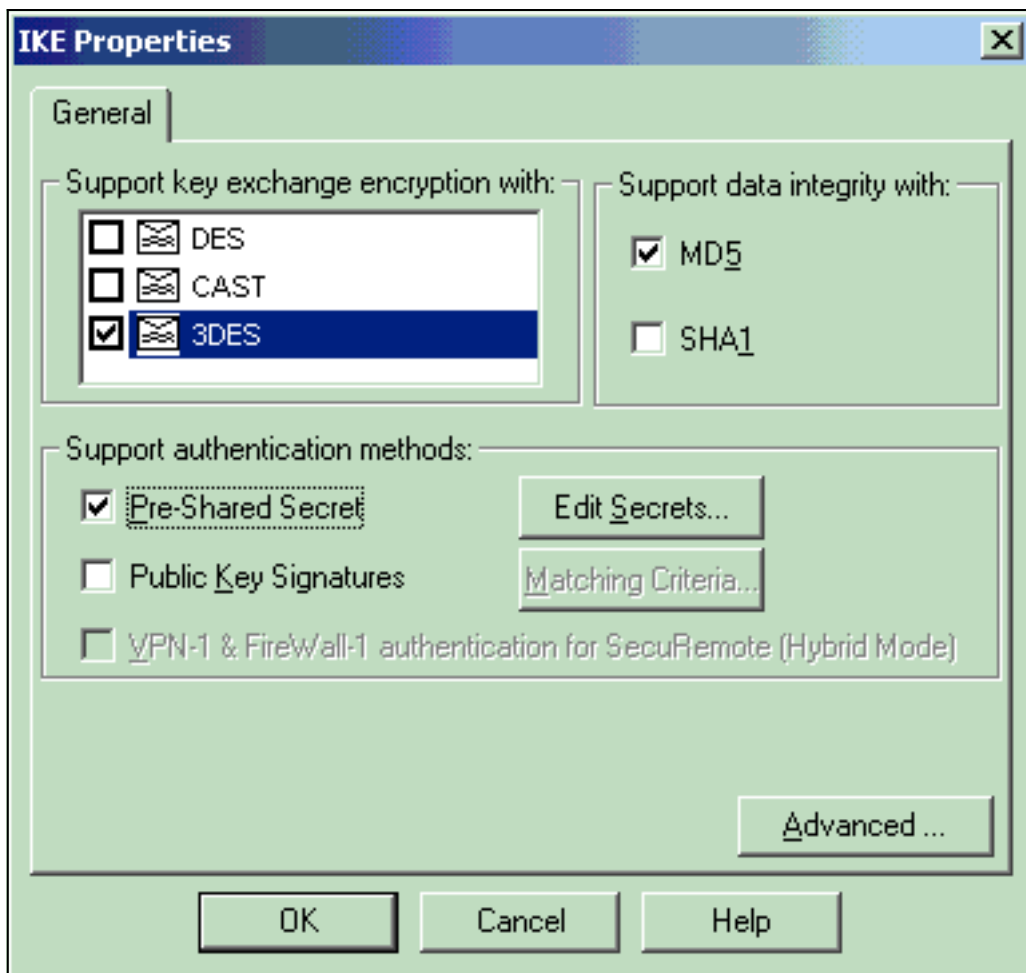 IKE Properties
General
Support key exchange encryption with:
Support data integrity with:
DES
CAST
3DES
MD5
SHA1
Support authentication methods:
Pre-Shared Secret
Edit Secrets...
Public Key Signatures
Matching Criteria...
VPN-1 & FireWall-1 authentication for SecuRemote (Hybrid Mode)
Advanced ...
OK
Cancel
Help